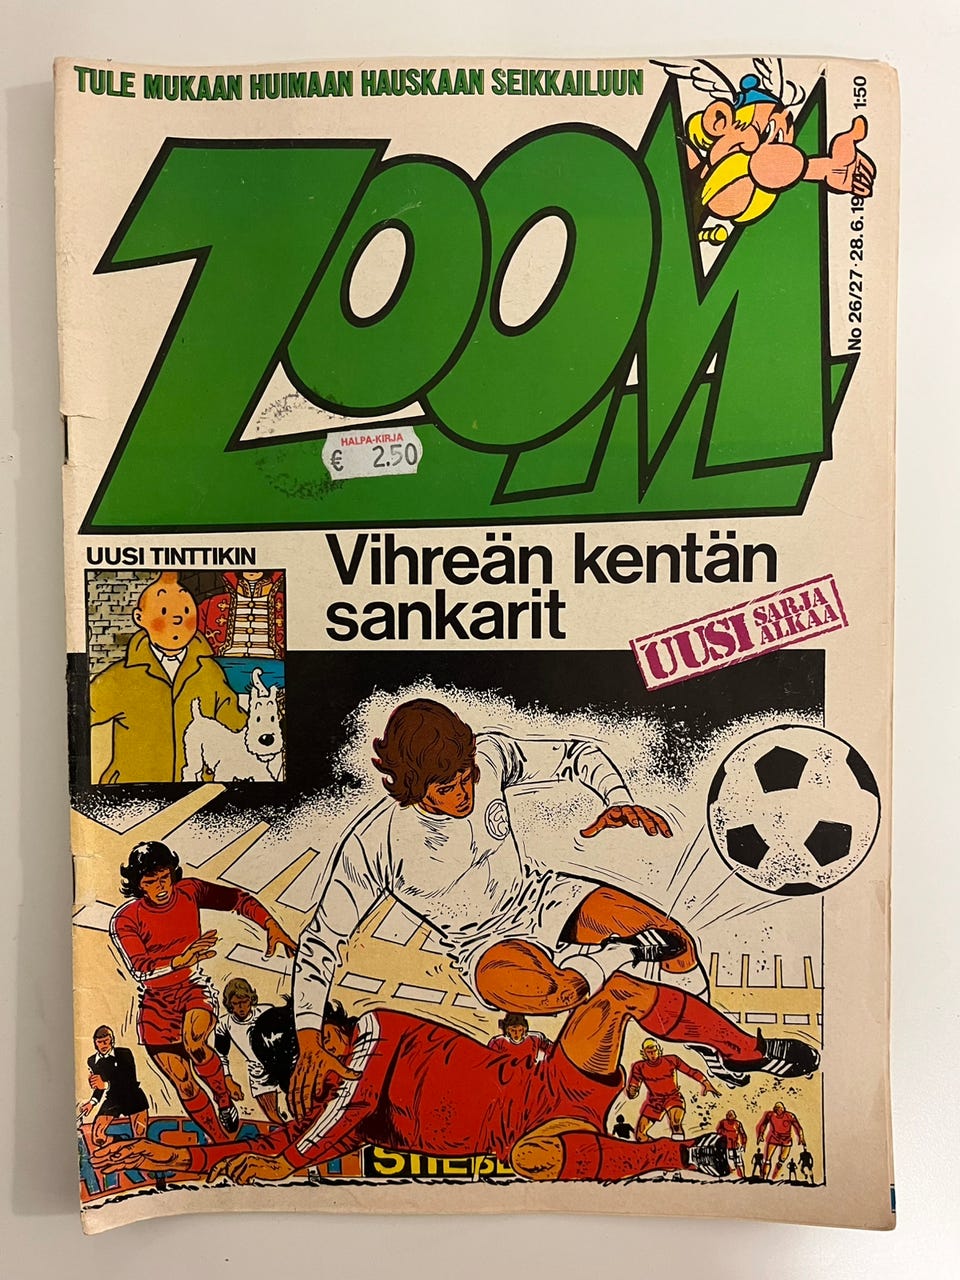 TULE MUKAAN HUIMAAN HAUSKAAN SEIKKAILUUN
ZOOM
No 26/27 · 28.6.19
1:50
HALPA-KIRJA
€ 2.50
UUSI TINTTIKIN
Vihreän kentän
sankarit
UUSI SARJA
ALKAA